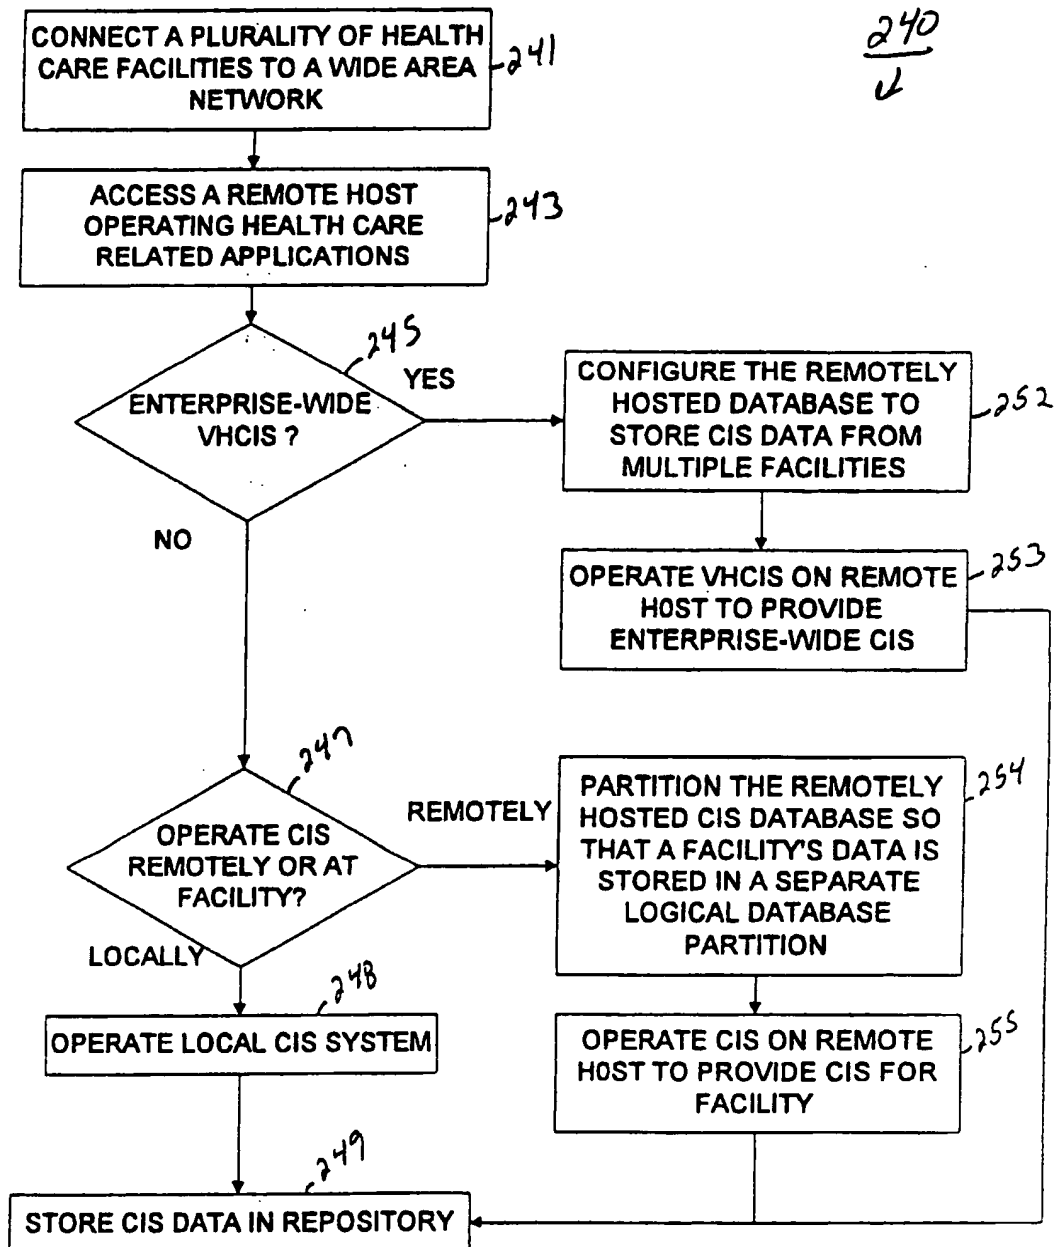 240
CONNECT A PLURALITY OF HEALTH
CARE FACILITIES TO A WIDE AREA
NETWORK
241
ACCESS A REMOTE HOST
OPERATING HEALTH CARE
RELATED APPLICATIONS
243
245
ENTERPRISE-WIDE
VHCIS ?
YES
NO
CONFIGURE THE REMOTELY
HOSTED DATABASE TO
STORE CIS DATA FROM
MULTIPLE FACILITIES
252
OPERATE VHCIS ON REMOTE
HOST TO PROVIDE
ENTERPRISE-WIDE CIS
253
247
OPERATE CIS
REMOTELY OR AT
FACILITY?
REMOTELY
LOCALLY
PARTITION THE REMOTELY
HOSTED CIS DATABASE SO
THAT A FACILITY'S DATA IS
STORED IN A SEPARATE
LOGICAL DATABASE
PARTITION
254
248
OPERATE LOCAL CIS SYSTEM
OPERATE CIS ON REMOTE
HOST TO PROVIDE CIS FOR
FACILITY
255
249
STORE CIS DATA IN REPOSITORY